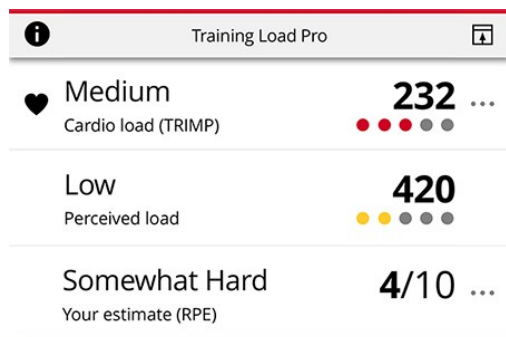 Training Load Pro
Medium 232 ...
Cardio load (TRIMP)
Low 420
Perceived load
Somewhat Hard 4/10 ...
Your estimate (RPE)